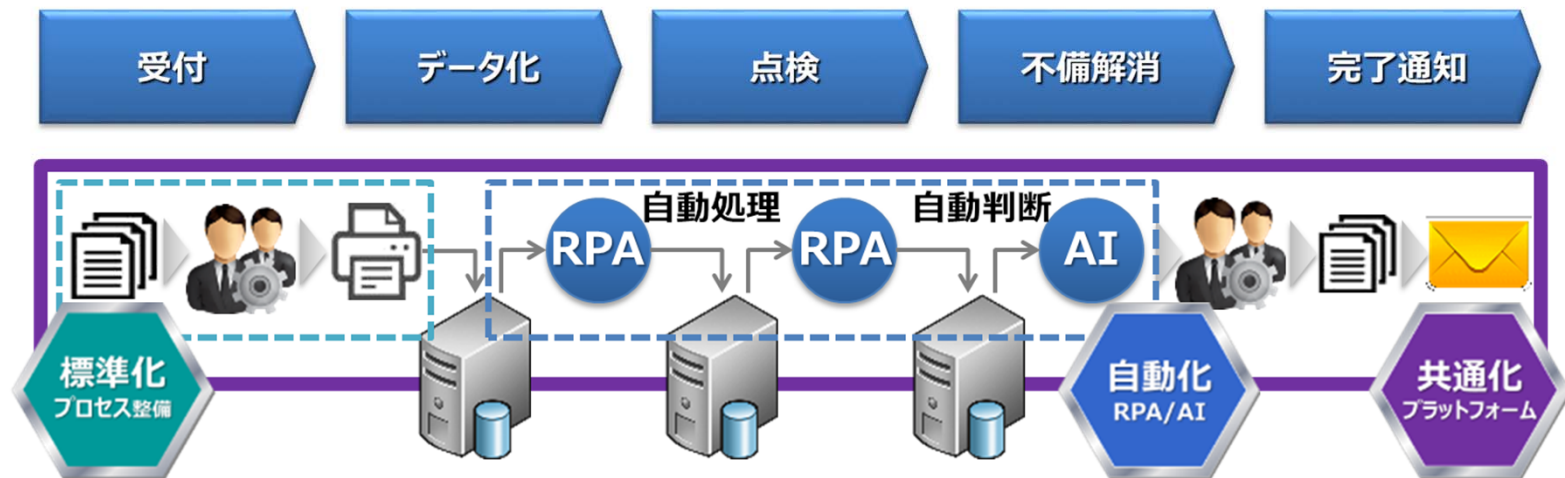 受付
データ化
点検
不備解消
完了通知
自動処理
自動判断
RPA
RPA
AI
標準化
プロセス整備
自動化
RPA/AI
共通化
プラットフォーム